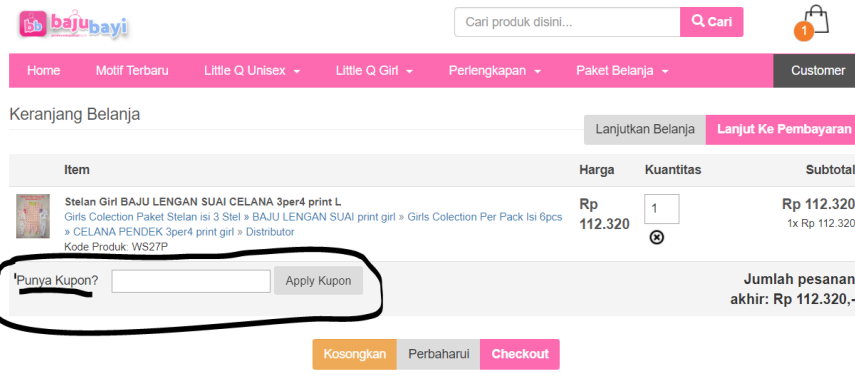 bb bajubayi
Cari produk disini...
Cari
1
Home Motif Terbaru Little Q Unisex Little Q Girl Perlengkapan Paket Belanja Customer
Keranjang Belanja
Lanjutkan Belanja Lanjut Ke Pembayaran
Item Harga Kuantitas Subtotal
Stelan Girl BAJU LENGAN SUAI CELANA 3per4 print L
Girls Colection Paket Stelan isi 3 Stel » BAJU LENGAN SUAI print girl » Girls Colection Per Pack Isi 6pcs
» CELANA PENDEK 3per4 print girl » Distributor
Kode Produk: WS27P
Rp
112.320
1
Rp 112.320
1x Rp 112.320
Punya Kupon? Apply Kupon
Jumlah pesanan
akhir: Rp 112.320,-
Kosongkan Perbaharui Checkout